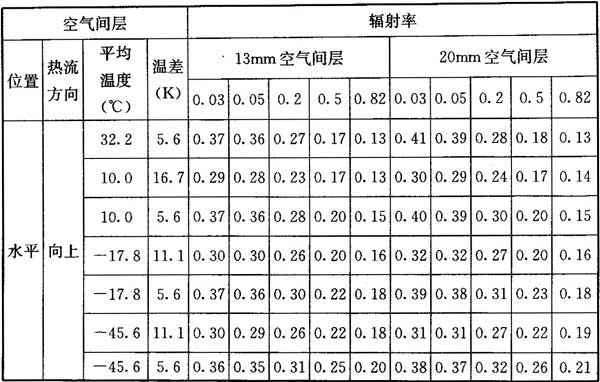 空气间层 辐射率
位置 热流方向 平均温度(℃) 温差(K) 13mm空气间层 20mm空气间层
0.03 0.05 0.2 0.5 0.82 0.03 0.05 0.2 0.5 0.82
水平 向上 32.2 5.6 0.37 0.36 0.27 0.17 0.13 0.41 0.39 0.28 0.18 0.13
10.0 16.7 0.29 0.28 0.23 0.17 0.13 0.30 0.29 0.24 0.17 0.14
10.0 5.6 0.37 0.36 0.28 0.20 0.15 0.40 0.39 0.30 0.20 0.15
-17.8 11.1 0.30 0.30 0.26 0.20 0.16 0.32 0.32 0.27 0.20 0.16
-17.8 5.6 0.37 0.36 0.30 0.22 0.18 0.39 0.38 0.31 0.23 0.18
-45.6 11.1 0.30 0.29 0.26 0.22 0.18 0.31 0.31 0.27 0.22 0.19
-45.6 5.6 0.36 0.35 0.31 0.25 0.20 0.38 0.37 0.32 0.26 0.21